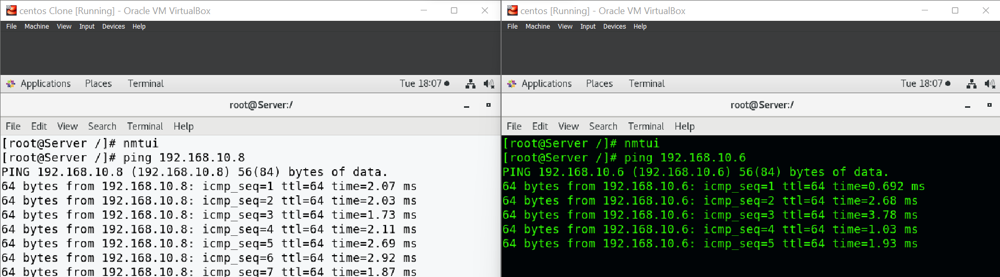 centos Clone [Running] - Oracle VM VirtualBox
File Machine View Input Devices Help
Applications Places Terminal Tue 18:07
root@Server:/
File Edit View Search Terminal Help
[root@Server /]# nmtui
[root@Server /]# ping 192.168.10.8
PING 192.168.10.8 (192.168.10.8) 56(84) bytes of data.
64 bytes from 192.168.10.8: icmp_seq=1 ttl=64 time=2.07 ms
64 bytes from 192.168.10.8: icmp_seq=2 ttl=64 time=2.03 ms
64 bytes from 192.168.10.8: icmp_seq=3 ttl=64 time=1.73 ms
64 bytes from 192.168.10.8: icmp_seq=4 ttl=64 time=2.11 ms
64 bytes from 192.168.10.8: icmp_seq=5 ttl=64 time=2.69 ms
64 bytes from 192.168.10.8: icmp_seq=6 ttl=64 time=2.92 ms
64 bytes from 192.168.10.8: icmp_seq=7 ttl=64 time=1.87 ms
centos [Running] - Oracle VM VirtualBox
File Machine View Input Devices Help
Applications Places Terminal Tue 18:07
root@Server:/
File Edit View Search Terminal Help
[root@Server /]# nmtui
[root@Server /]# ping 192.168.10.6
PING 192.168.10.6 (192.168.10.6) 56(84) bytes of data.
64 bytes from 192.168.10.6: icmp_seq=1 ttl=64 time=0.692 ms
64 bytes from 192.168.10.6: icmp_seq=2 ttl=64 time=2.68 ms
64 bytes from 192.168.10.6: icmp_seq=3 ttl=64 time=3.78 ms
64 bytes from 192.168.10.6: icmp_seq=4 ttl=64 time=1.03 ms
64 bytes from 192.168.10.6: icmp_seq=5 ttl=64 time=1.93 ms